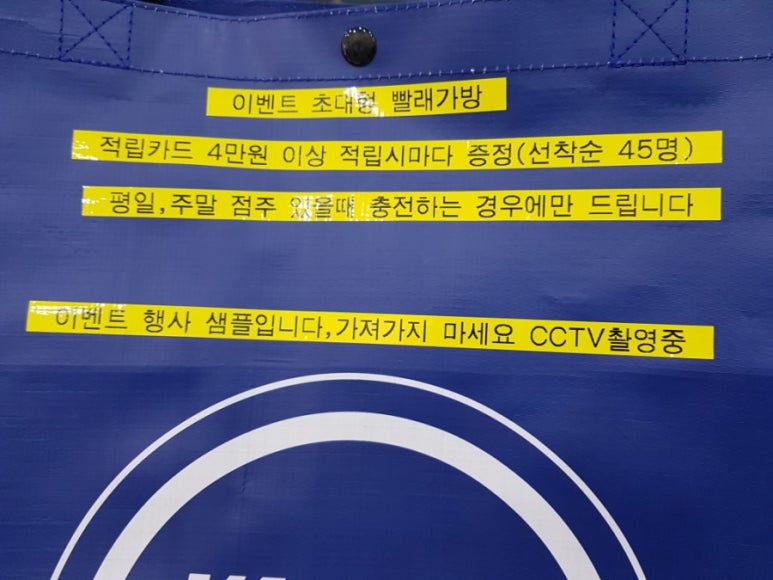 이벤트 초대형 빨래가방
적립카드 4만원 이상 적립시마다 증정(선착순 45명)
평일,주말 점주 있을때 충전하는 경우에만 드립니다
이벤트 행사 샘플입니다,가져가지 마세요 CCTV촬영중